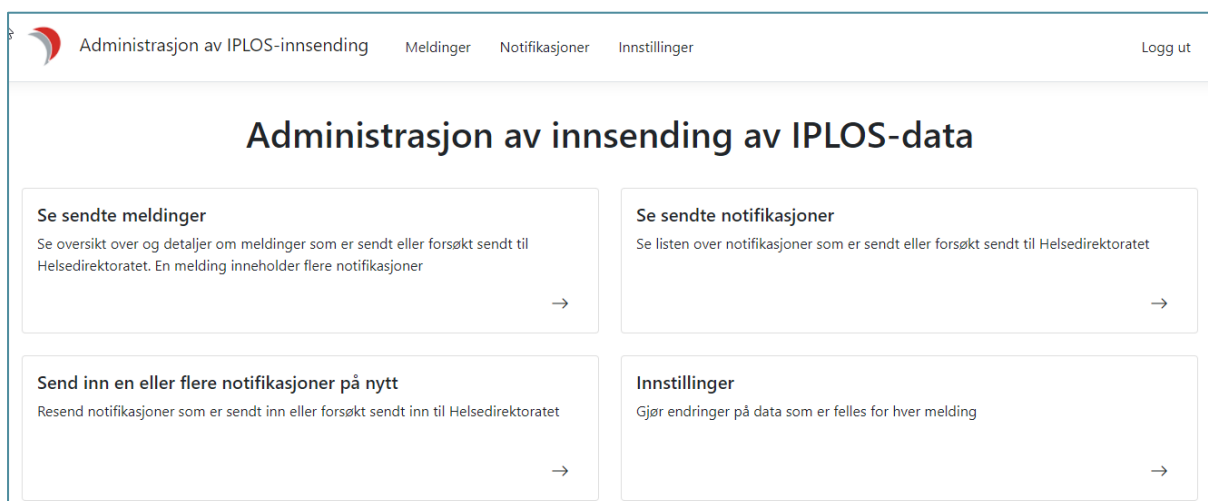 Administrasjon av IPLOS-innsending Meldinger Notifikasjoner Innstillinger Logg ut
Administrasjon av innsending av IPLOS-data
Se sendte meldinger
Se oversikt over og detaljer om meldinger som er sendt eller forsøkt sendt til
Helsedirektoratet. En melding inneholder flere notifikasjoner
Se sendte notifikasjoner
Se listen over notifikasjoner som er sendt eller forsøkt sendt til Helsedirektoratet
Send inn en eller flere notifikasjoner på nytt
Resend notifikasjoner som er sendt inn eller forsøkt sendt inn til Helsedirektoratet
Innstillinger
Gjør endringer på data som er felles for hver melding